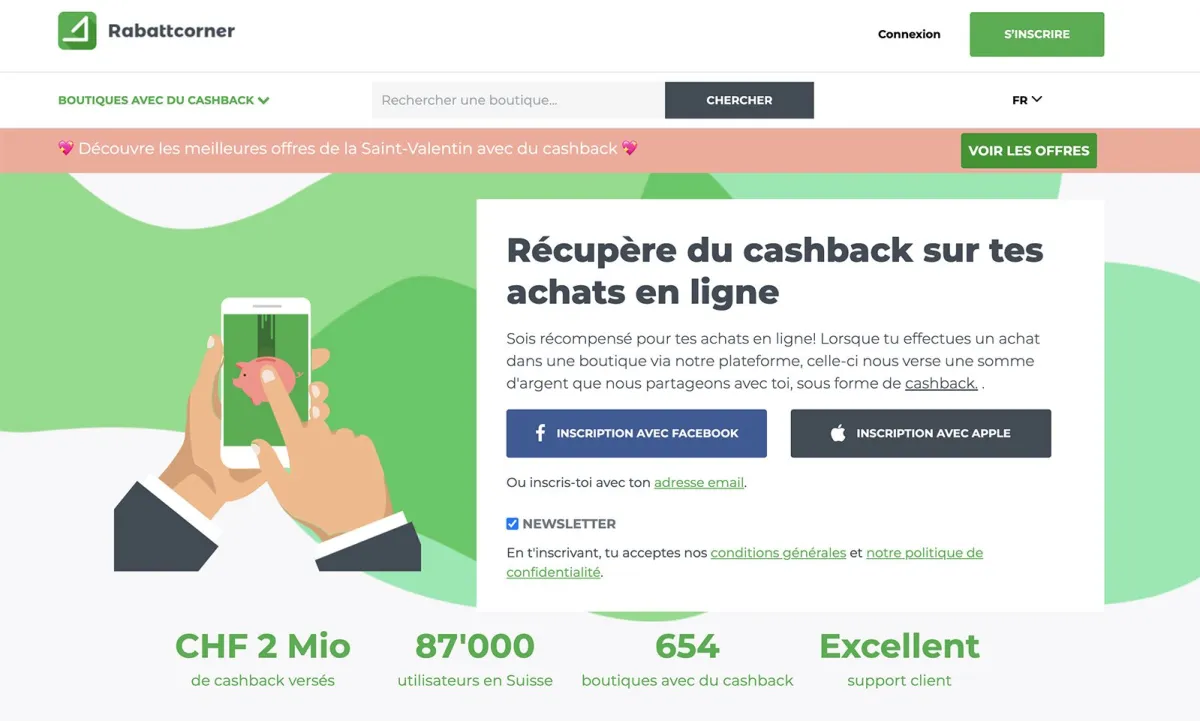 Rabattcorner
Connexion
S'INSCRIRE
BOUTIQUES AVEC DU CASHBACK
Rechercher une boutique...
CHERCHER
FR
💖 Découvre les meilleures offres de la Saint-Valentin avec du cashback 💖
VOIR LES OFFRES
Récupère du cashback sur tes
achats en ligne
Sois récompensé pour tes achats en ligne! Lorsque tu effectues un achat
dans une boutique via notre plateforme, celle-ci nous verse une somme
d'argent que nous partageons avec toi, sous forme de cashback. .
INSCRIPTION AVEC FACEBOOK
INSCRIPTION AVEC APPLE
Ou inscris-toi avec ton adresse email.
NEWSLETTER
En t'inscrivant, tu acceptes nos conditions générales et notre politique de
confidentialité.
CHF 2 Mio
de cashback versés
87'000
utilisateurs en Suisse
654
boutiques avec du cashback
Excellent
support client